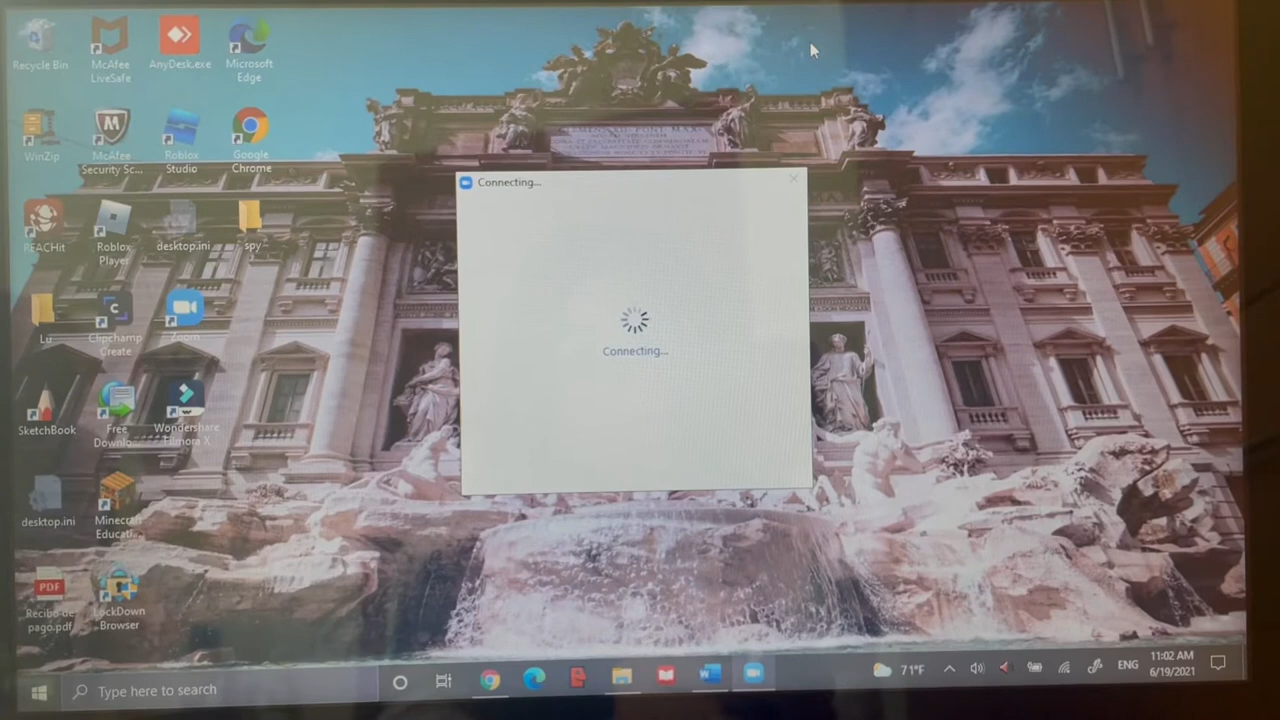 Recycle Bin
McAfee
LiveSafe
AnyDesk.exe
Microsoft
Edge
WinZip
McAfee
Security Sc...
Roblox
Studio
Google
Chrome
REACHit
Roblox
Player
desktop.ini
spy
Lu
Clipchamp
Create
Zoom
SketchBook
Free
Downlo...
Wondershare
Filmora X
desktop.ini
Minecraft
Educati...
PDF
Recibo de
pago.pdf
LockDown
Browser
Connecting...
Connecting...
Type here to search
71°F
ENG
11:02 AM
6/19/2021